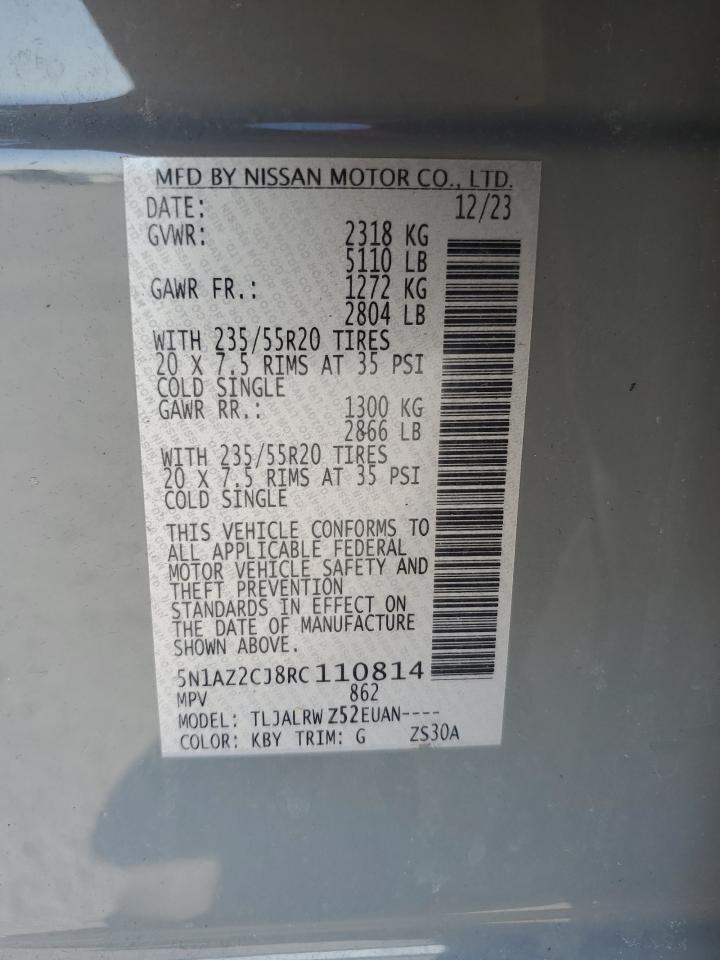 MFD BY NISSAN MOTOR CO., LTD.
DATE: 12/23
GVWR: 2318 KG
5110 LB
GAWR FR.: 1272 KG
2804 LB
WITH 235/55R20 TIRES
20 X 7.5 RIMS AT 35 PSI
COLD SINGLE
GAWR RR.: 1300 KG
2866 LB
WITH 235/55R20 TIRES
20 X 7.5 RIMS AT 35 PSI
COLD SINGLE
THIS VEHICLE CONFORMS TO
ALL APPLICABLE FEDERAL
MOTOR VEHICLE SAFETY AND
THEFT PREVENTION
STANDARDS IN EFFECT ON
THE DATE OF MANUFACTURE
SHOWN ABOVE.
5N1AZ2CJ8RC110814
MPV 862
MODEL: TLJALRW Z52EUAN----
COLOR: KBY TRIM: G ZS30A